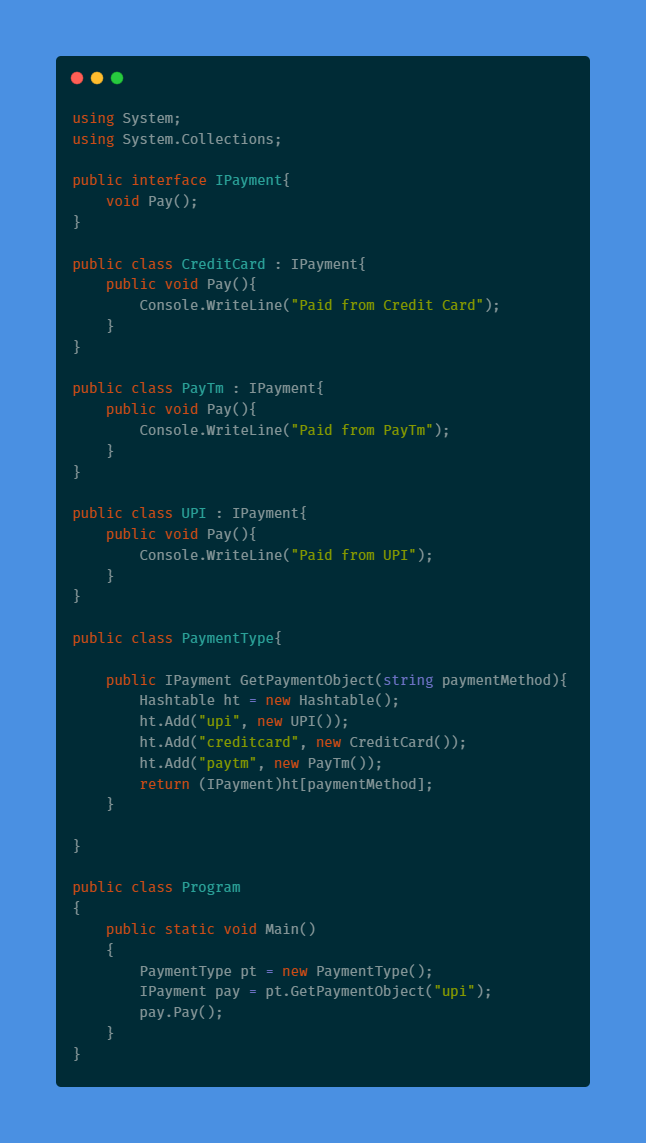 using System;
using System.Collections;

public interface IPayment{
    void Pay();
}

public class CreditCard : IPayment{
    public void Pay(){
        Console.WriteLine("Paid from Credit Card");
    }
}

public class PayTm : IPayment{
    public void Pay(){
        Console.WriteLine("Paid from PayTm");
    }
}

public class UPI : IPayment{
    public void Pay(){
        Console.WriteLine("Paid from UPI");
    }
}

public class PaymentType{

    public IPayment GetPaymentObject(string paymentMethod){
        Hashtable ht = new Hashtable();
        ht.Add("upi", new UPI());
        ht.Add("creditcard", new CreditCard());
        ht.Add("paytm", new PayTm());
        return (IPayment)ht[paymentMethod];
    }

}

public class Program
{
    public static void Main()
    {
        PaymentType pt = new PaymentType();
        IPayment pay = pt.GetPaymentObject("upi");
        pay.Pay();
    }
}